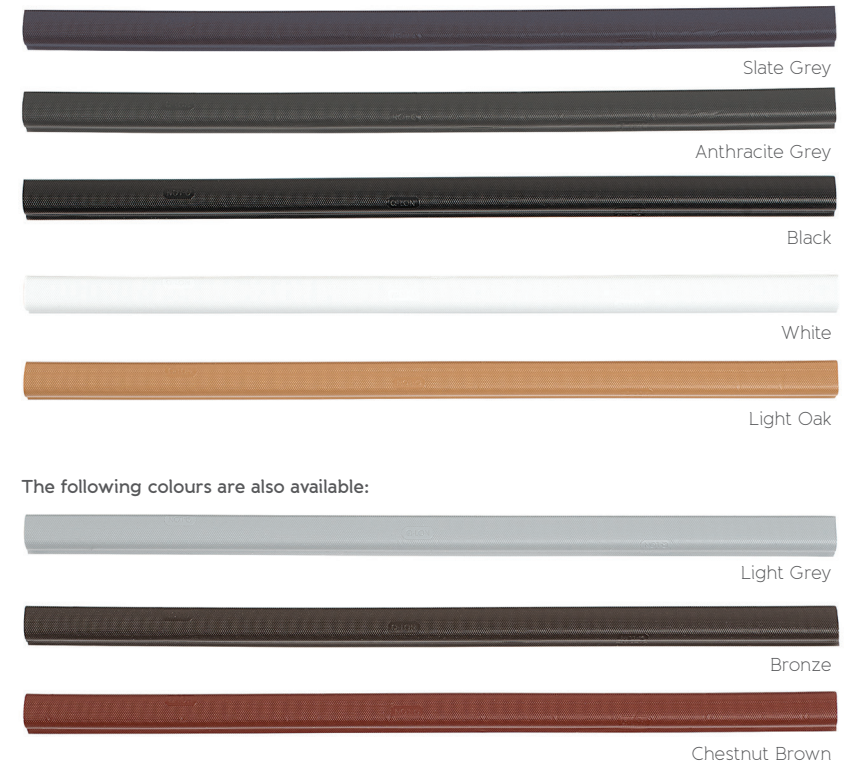 Slate Grey
Anthracite Grey
Black
White
Light Oak
The following colours are also available:
Light Grey
Bronze
Chestnut Brown